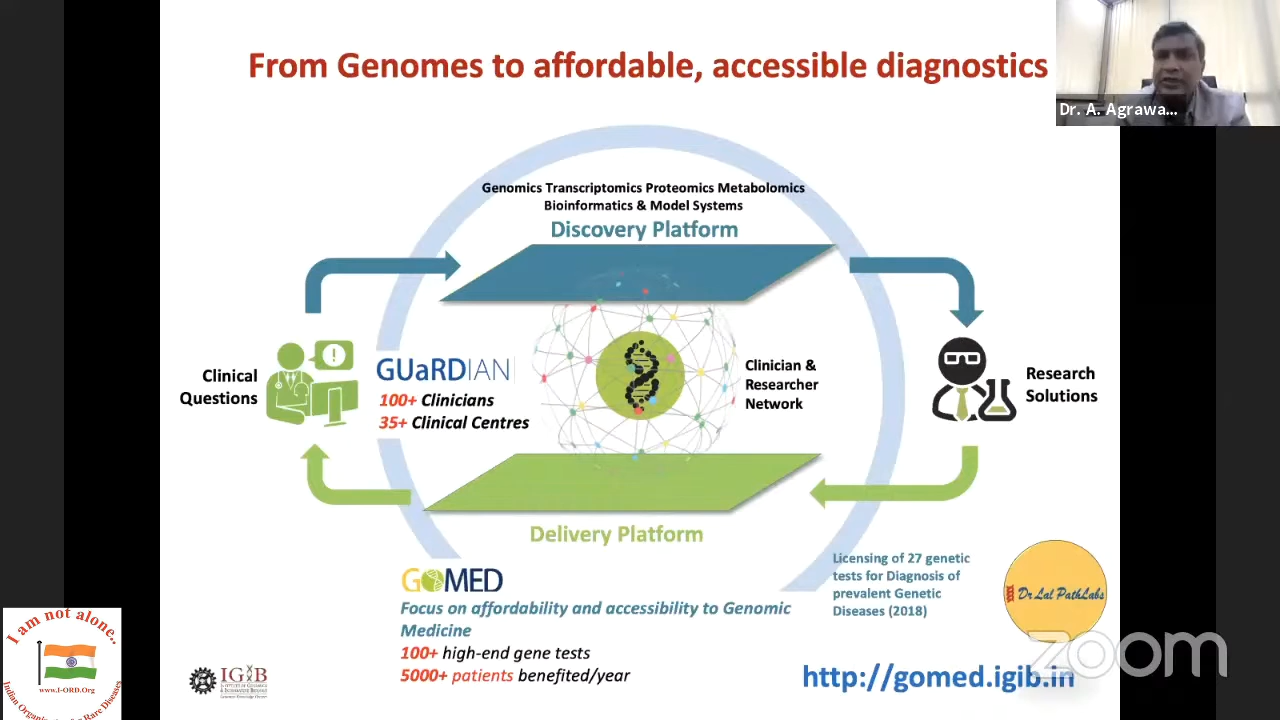 From Genomes to affordable, accessible diagnostics
Dr. A. Agrawa...
Genomics Transcriptomics Proteomics Metabolomics
Bioinformatics & Model Systems
Discovery Platform
Clinical
Questions
GUaRDIAN
100+ Clinicians
35+ Clinical Centres
Clinician &
Researcher
Network
Research
Solutions
Delivery Platform
GOMED
Focus on affordability and accessibility to Genomic
Medicine
100+ high-end gene tests
5000+ patients benefited/year
Licensing of 27 genetic
tests for Diagnosis of
prevalent Genetic
Diseases (2018)
Dr Lal PathLabs
I am not alone..
www.I-ORD.Org
IGIB
http://gomed.igib.in
zoom